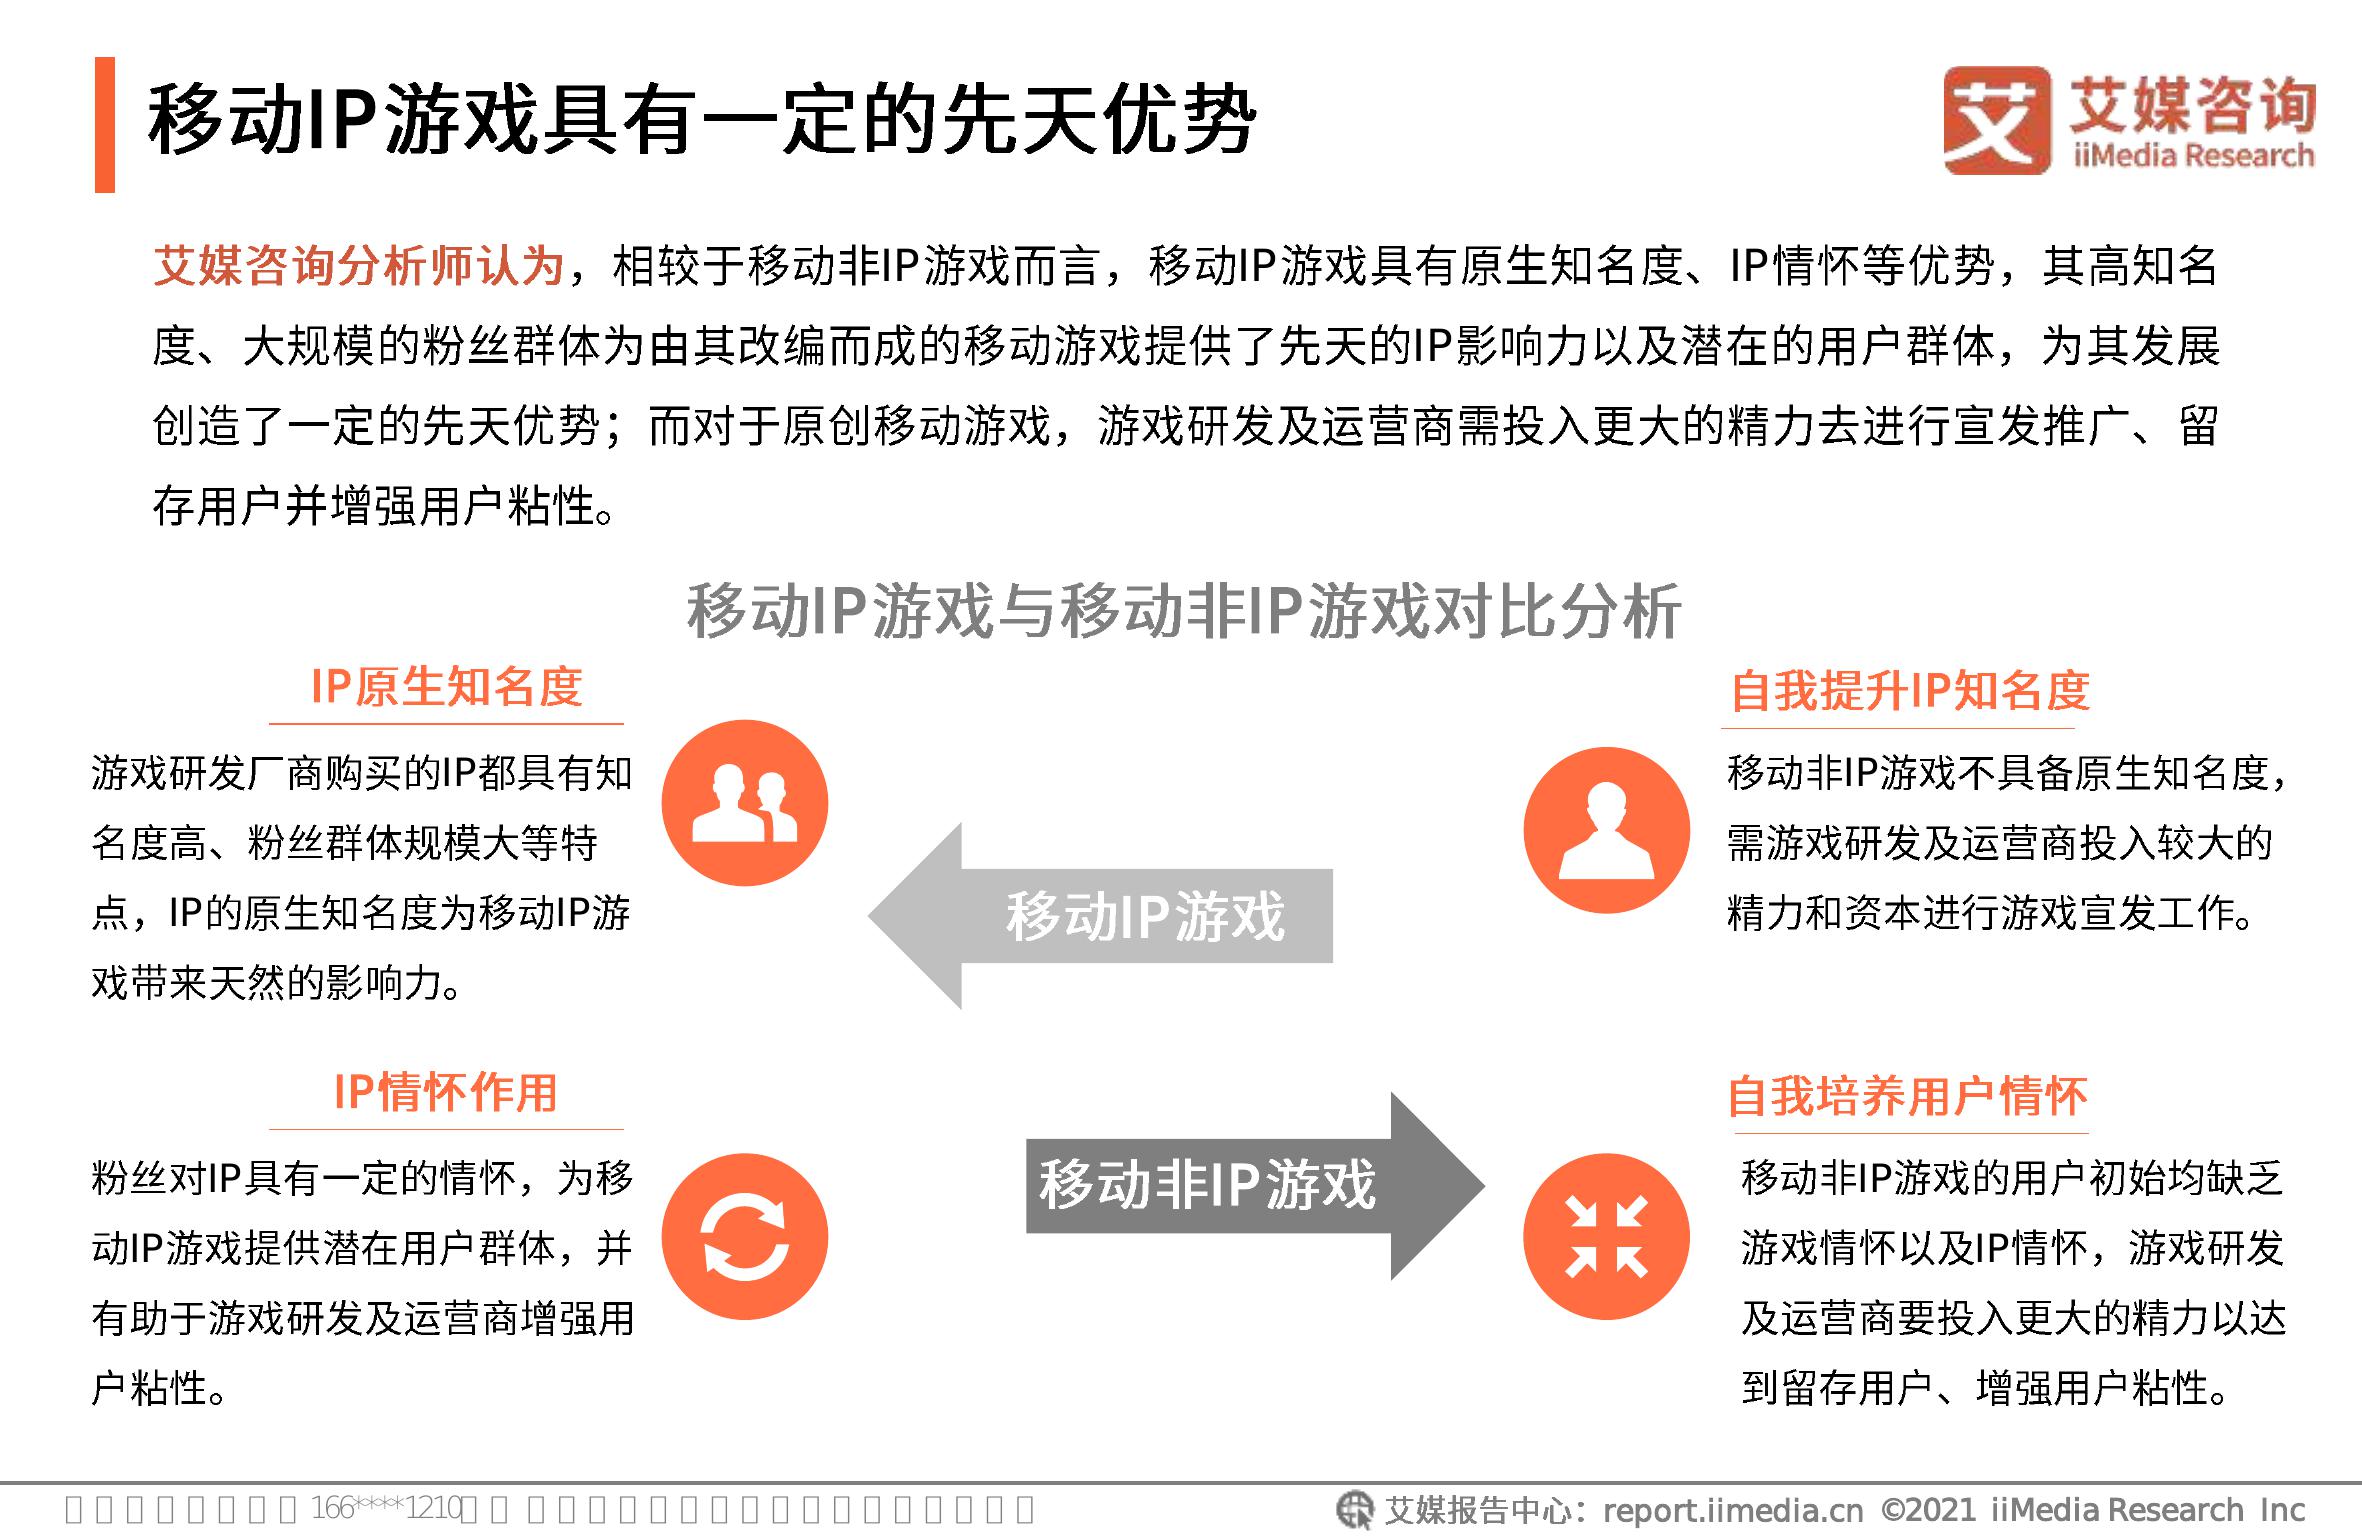 移动IP游戏具有一定的先天优势
艾
艾媒咨询
iiMedia Research
艾媒咨询分析师认为，相较于移动非IP游戏而言，移动IP游戏具有原生知名度、IP情怀等优势，其高知名
度、大规模的粉丝群体为由其改编而成的移动游戏提供了先天的IP影响力以及潜在的用户群体，为其发展
创造了一定的先天优势；而对于原创移动游戏，游戏研发及运营商需投入更大的精力去进行宣发推广、留
存用户并增强用户粘性。
移动IP游戏与移动非IP游戏对比分析
IP原生知名度
游戏研发厂商购买的IP都具有知
名度高、粉丝群体规模大等特
点，IP的原生知名度为移动IP游
戏带来天然的影响力。
IP情怀作用
粉丝对IP具有一定的情怀，为移
动IP游戏提供潜在用户群体，并
有助于游戏研发及运营商增强用
户粘性。
移动IP游戏
移动非IP游戏
自我提升IP知名度
移动非IP游戏不具备原生知名度，
需游戏研发及运营商投入较大的
精力和资本进行游戏宣发工作。
自我培养用户情怀
移动非IP游戏的用户初始均缺乏
游戏情怀以及IP情怀，游戏研发
及运营商要投入更大的精力以达
到留存用户、增强用户粘性。
166****1210
艾媒报告中心：report.iimedia.cn ©2021 iiMedia Research Inc